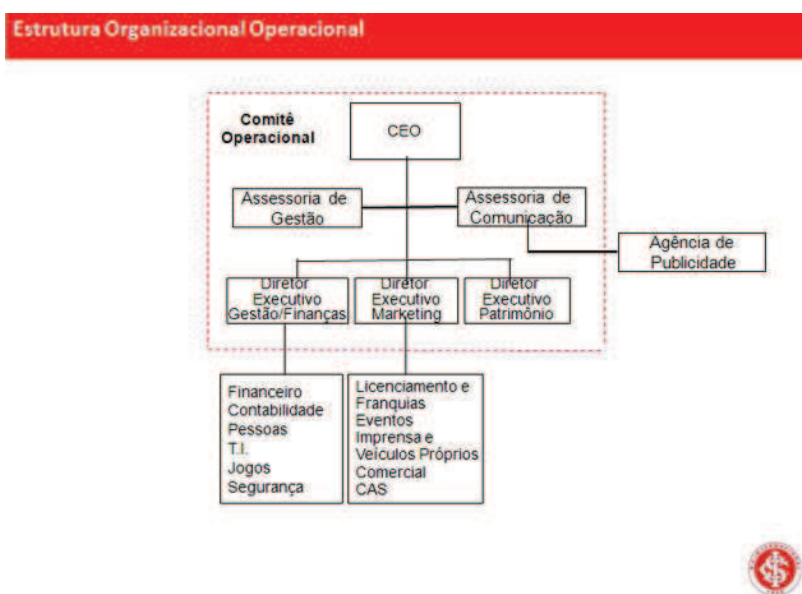 Estrutura Organizacional Operacional
Comitê
Operacional
CEO
Assessoria de
Gestão
Assessoria de
Comunicação
Agência de
Publicidade
Diretor
Executivo
Gestão/Finanças
Diretor
Executivo
Marketing
Diretor
Executivo
Patrimônio
Financeiro
Contabilidade
Pessoas
T.I.
Jogos
Segurança
Licenciamento e
Franquias
Eventos
Imprensa e
Veículos Próprios
Comercial
CAS